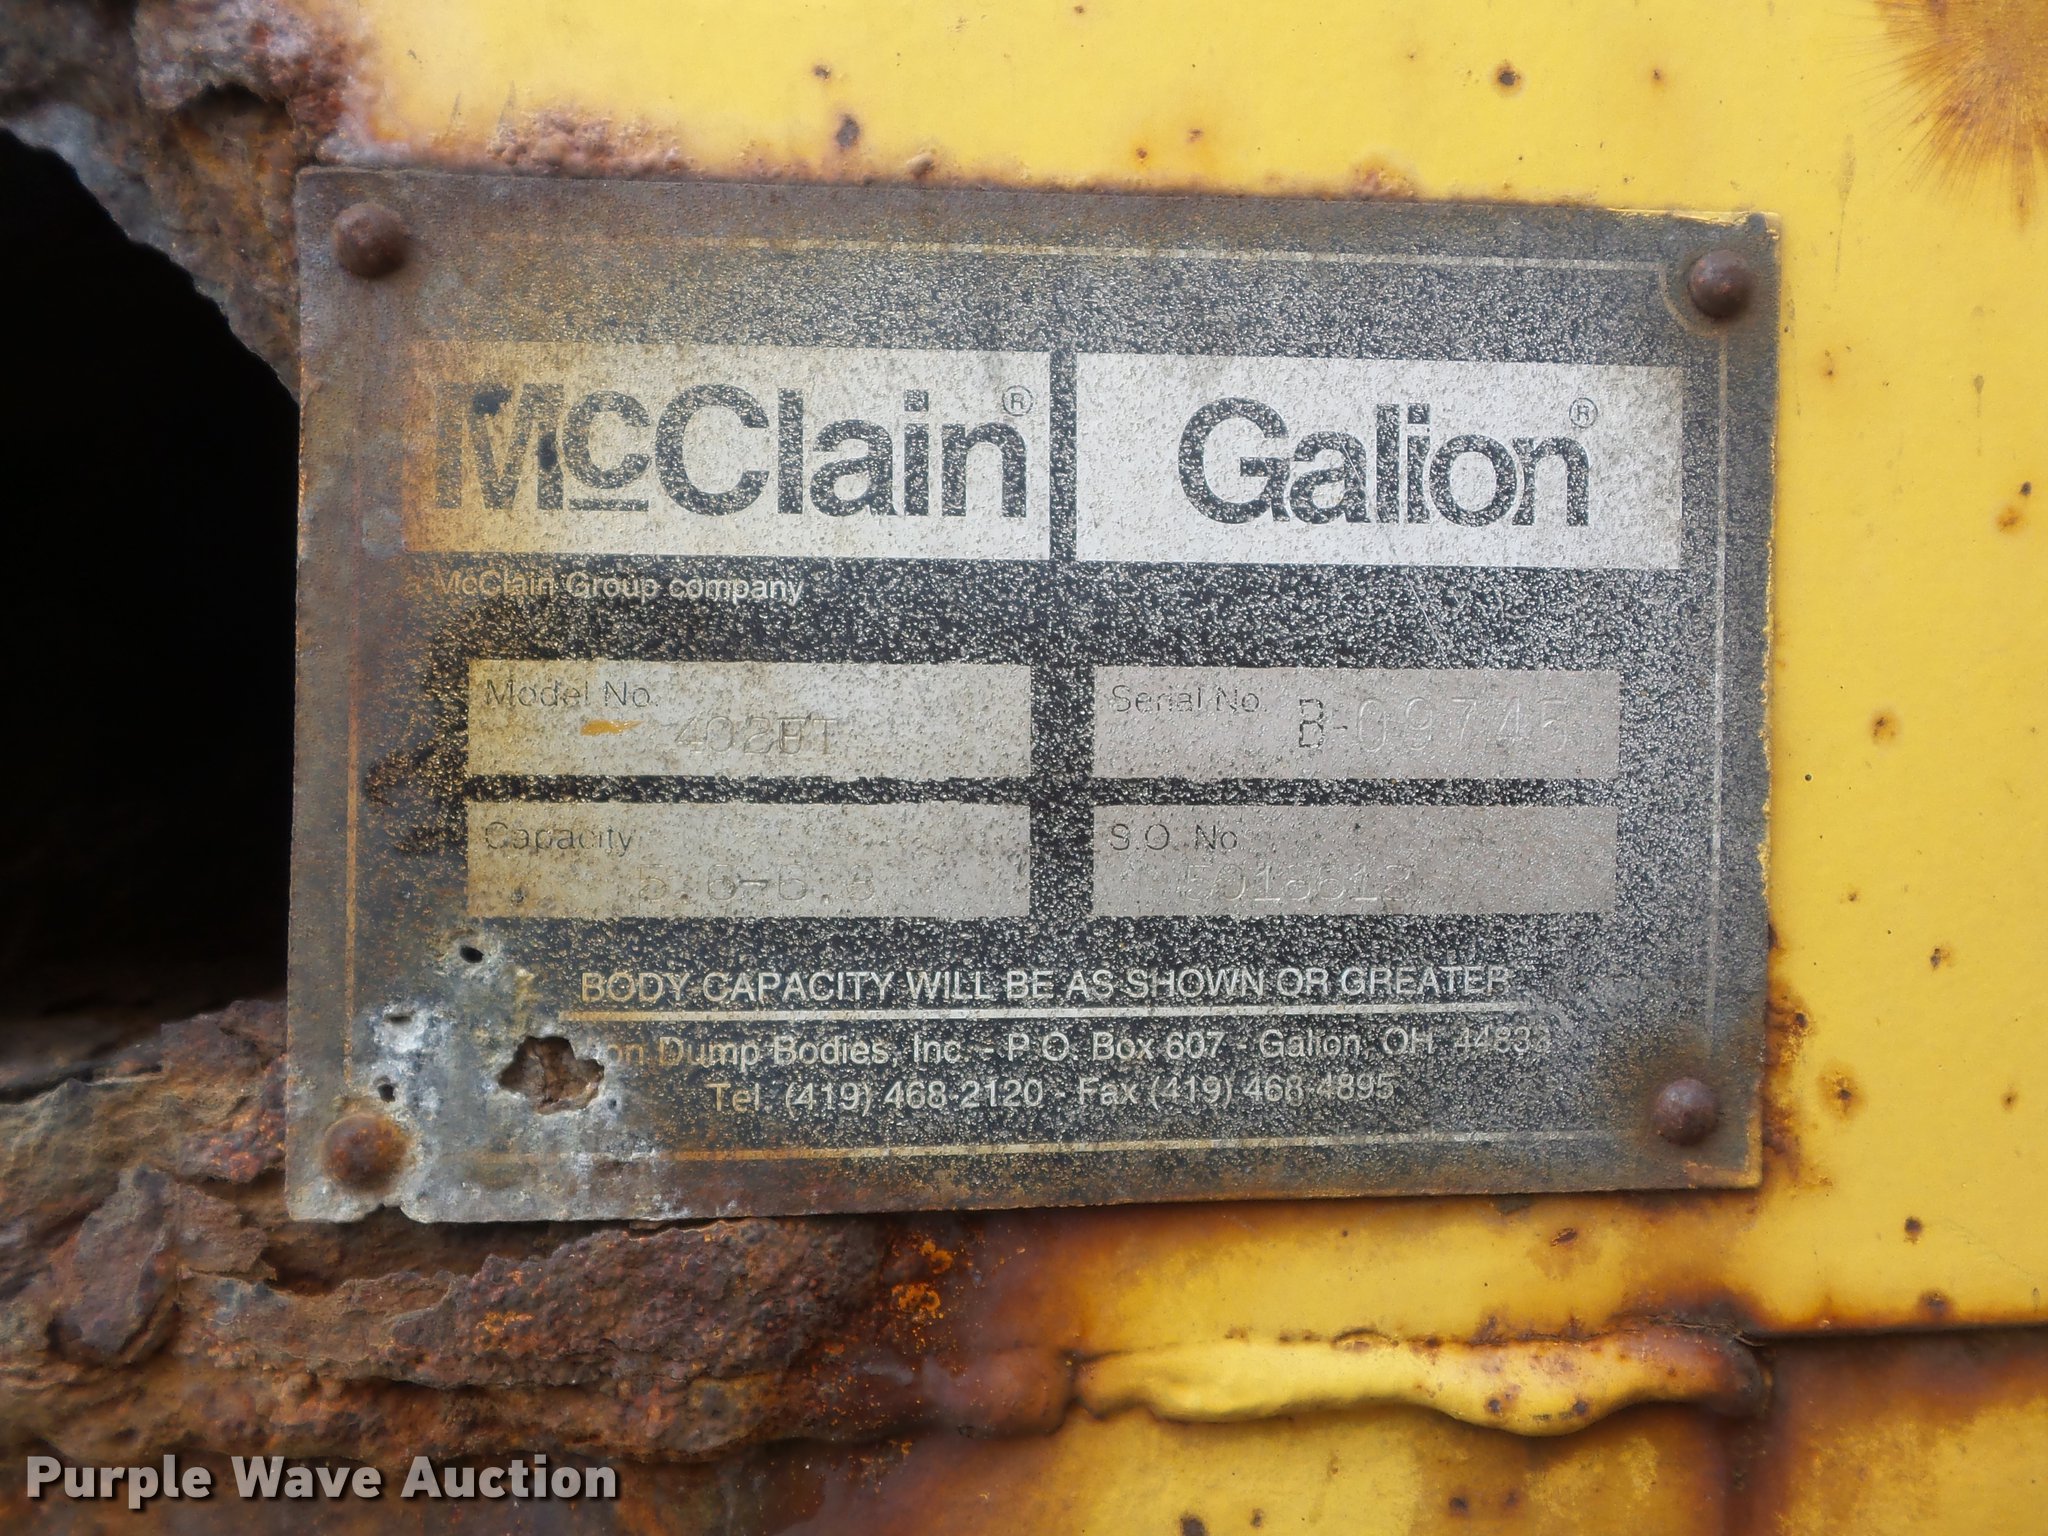 McClain® Galion®
a McClain Group company
Model No.
Serial No. B-09745
Capacity
S.O. No.
BODY CAPACITY WILL BE AS SHOWN OR GREATER
Dump Bodies, Inc. - P.O. Box 607 - Galion, OH 44833
Tel. (419) 468-2120 - Fax (419) 468-4895
Purple Wave Auction